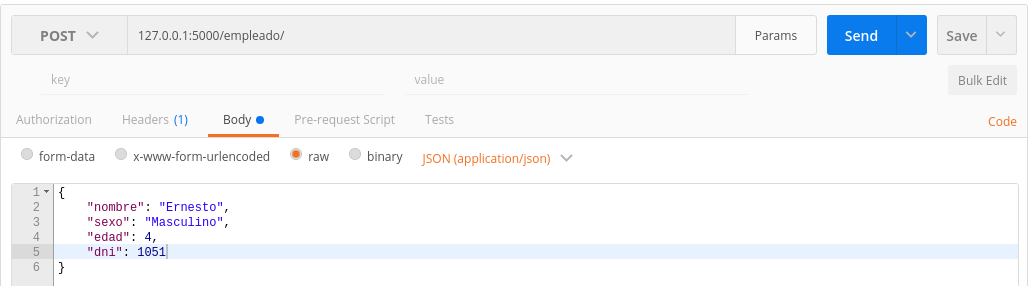 POST 127.0.0.1:5000/empleado/ Params Send Save
key value Bulk Edit
Authorization Headers (1) Body Pre-request Script Tests Code
form-data x-www-form-urlencoded raw binary JSON (application/json)
1 {
2 "nombre": "Ernesto",
3 "sexo": "Masculino",
4 "edad": 4,
5 "dni": 1051
6 }